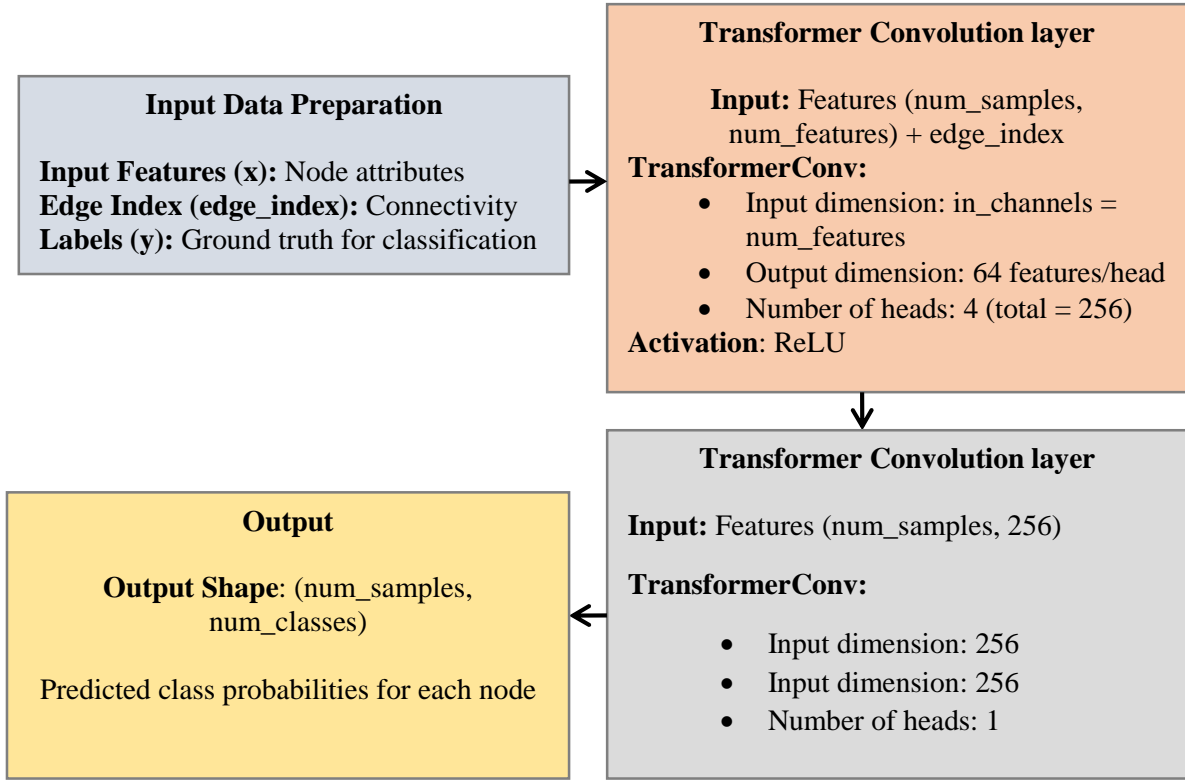 Input Data Preparation
Input Features (x): Node attributes
Edge Index (edge_index): Connectivity
Labels (y): Ground truth for classification
Transformer Convolution layer
Input: Features (num_samples,
num_features) + edge_index
TransformerConv:
• Input dimension: in_channels =
num_features
• Output dimension: 64 features/head
• Number of heads: 4 (total = 256)
Activation: ReLU
Transformer Convolution layer
Input: Features (num_samples, 256)
TransformerConv:
• Input dimension: 256
• Input dimension: 256
• Number of heads: 1
Output
Output Shape: (num_samples,
num_classes)
Predicted class probabilities for each node